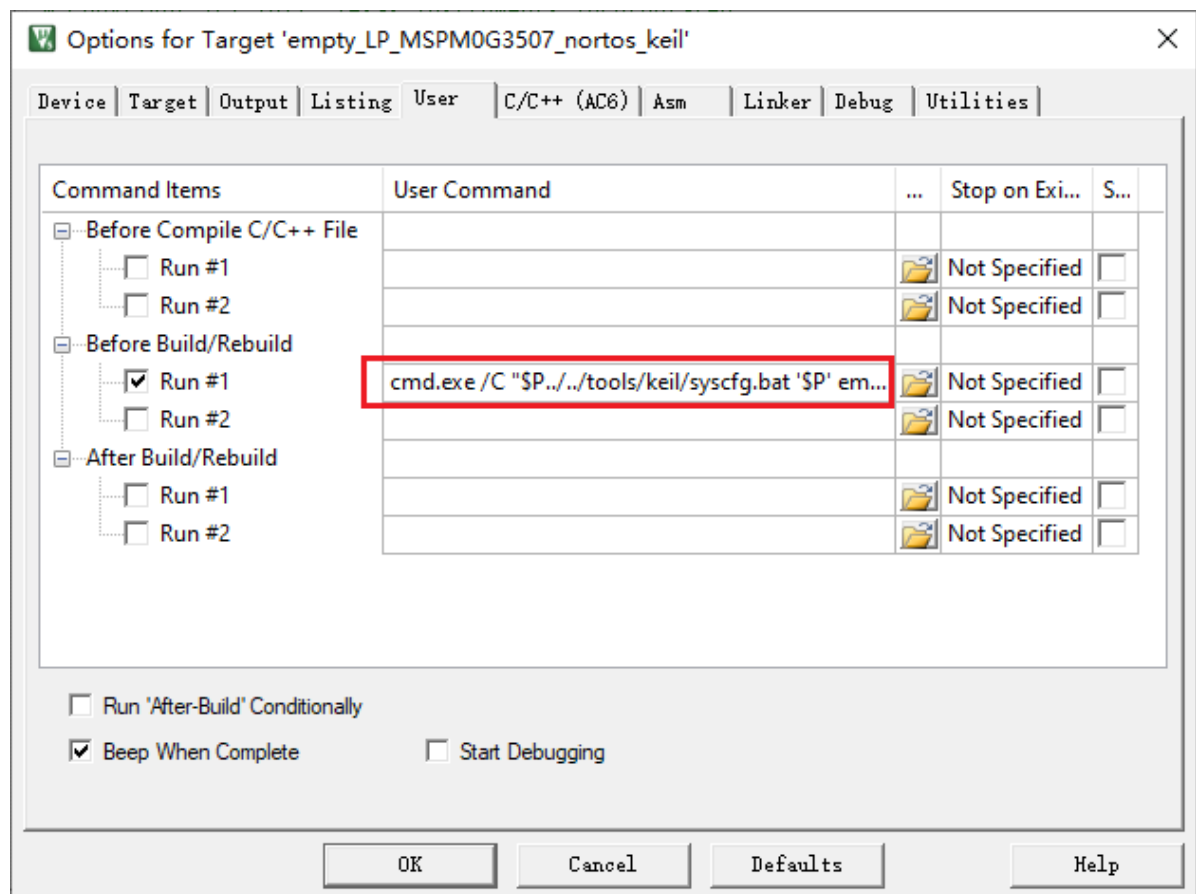 Options for Target 'empty_LP_MSPM0G3507_nortos_keil'
Device Target Output Listing User C/C++ (AC6) Asm Linker Debug Utilities
Command Items User Command ... Stop on Exi... S...
Before Compile C/C++ File
Run #1 Not Specified
Run #2 Not Specified
Before Build/Rebuild
Run #1 cmd.exe /C "$P../../tools/keil/syscfg.bat '$P' em... Not Specified
Run #2 Not Specified
After Build/Rebuild
Run #1 Not Specified
Run #2 Not Specified
Run 'After-Build' Conditionally
Beep When Complete Start Debugging
OK Cancel Defaults Help